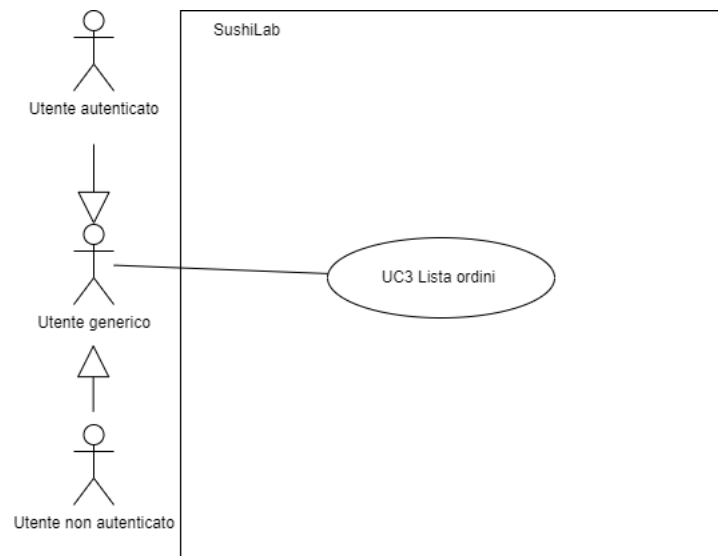 SushiLab
Utente autenticato
Utente generico
UC3 Lista ordini
Utente non autenticato